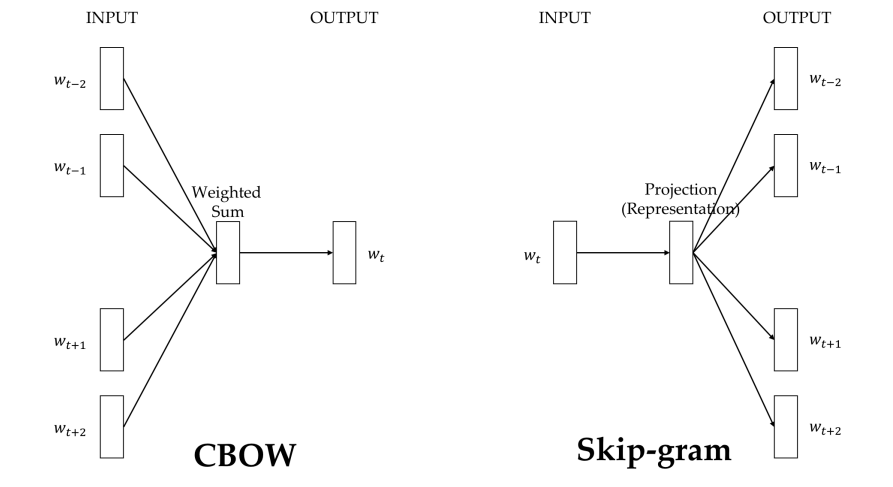 INPUT
OUTPUT
w_{t−2}
w_{t−1}
Weighted
Sum
w_t
w_{t+1}
w_{t+2}
CBOW
INPUT
OUTPUT
w_{t−2}
w_{t−1}
Projection
(Representation)
w_t
w_{t+1}
w_{t+2}
Skip-gram